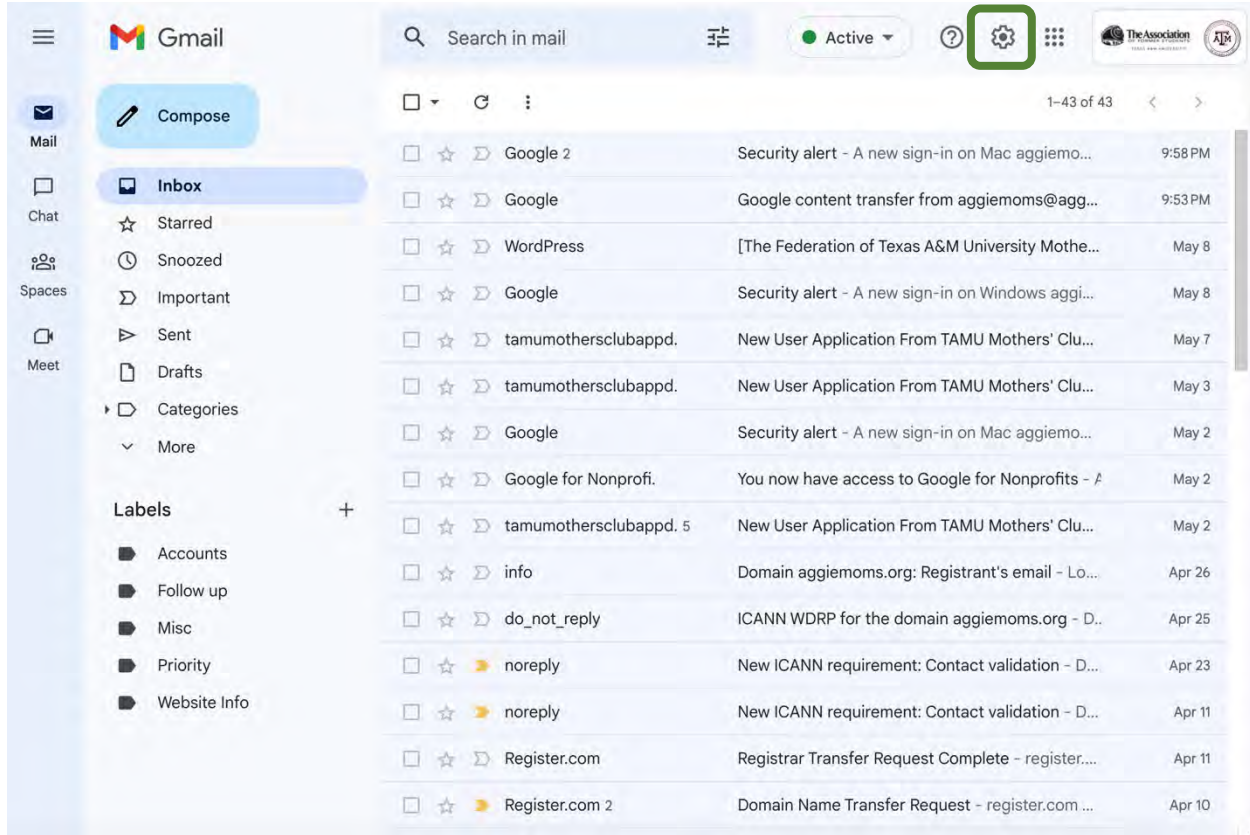 Gmail
Search in mail
Active
The Association
OF FORMER STUDENTS
TEXAS A&M UNIVERSITY
ATM
Compose
1–43 of 43
Mail
Chat
Spaces
Meet
Inbox
Starred
Snoozed
Important
Sent
Drafts
Categories
More
Labels
Accounts
Follow up
Misc
Priority
Website Info
Google 2 Security alert - A new sign-in on Mac aggiemo... 9:58 PM
Google Google content transfer from aggiemoms@agg... 9:53 PM
WordPress [The Federation of Texas A&M University Mothe... May 8
Google Security alert - A new sign-in on Windows aggi... May 8
tamumothersclubappd. New User Application From TAMU Mothers' Clu... May 7
tamumothersclubappd. New User Application From TAMU Mothers' Clu... May 3
Google Security alert - A new sign-in on Mac aggiemo... May 2
Google for Nonprofi. You now have access to Google for Nonprofits - A May 2
tamumothersclubappd. 5 New User Application From TAMU Mothers' Clu... May 2
info Domain aggiemoms.org: Registrant's email - Lo... Apr 26
do_not_reply ICANN WDRP for the domain aggiemoms.org - D.. Apr 25
noreply New ICANN requirement: Contact validation - D... Apr 23
noreply New ICANN requirement: Contact validation - D... Apr 11
Register.com Registrar Transfer Request Complete - register.... Apr 11
Register.com 2 Domain Name Transfer Request - register.com ... Apr 10